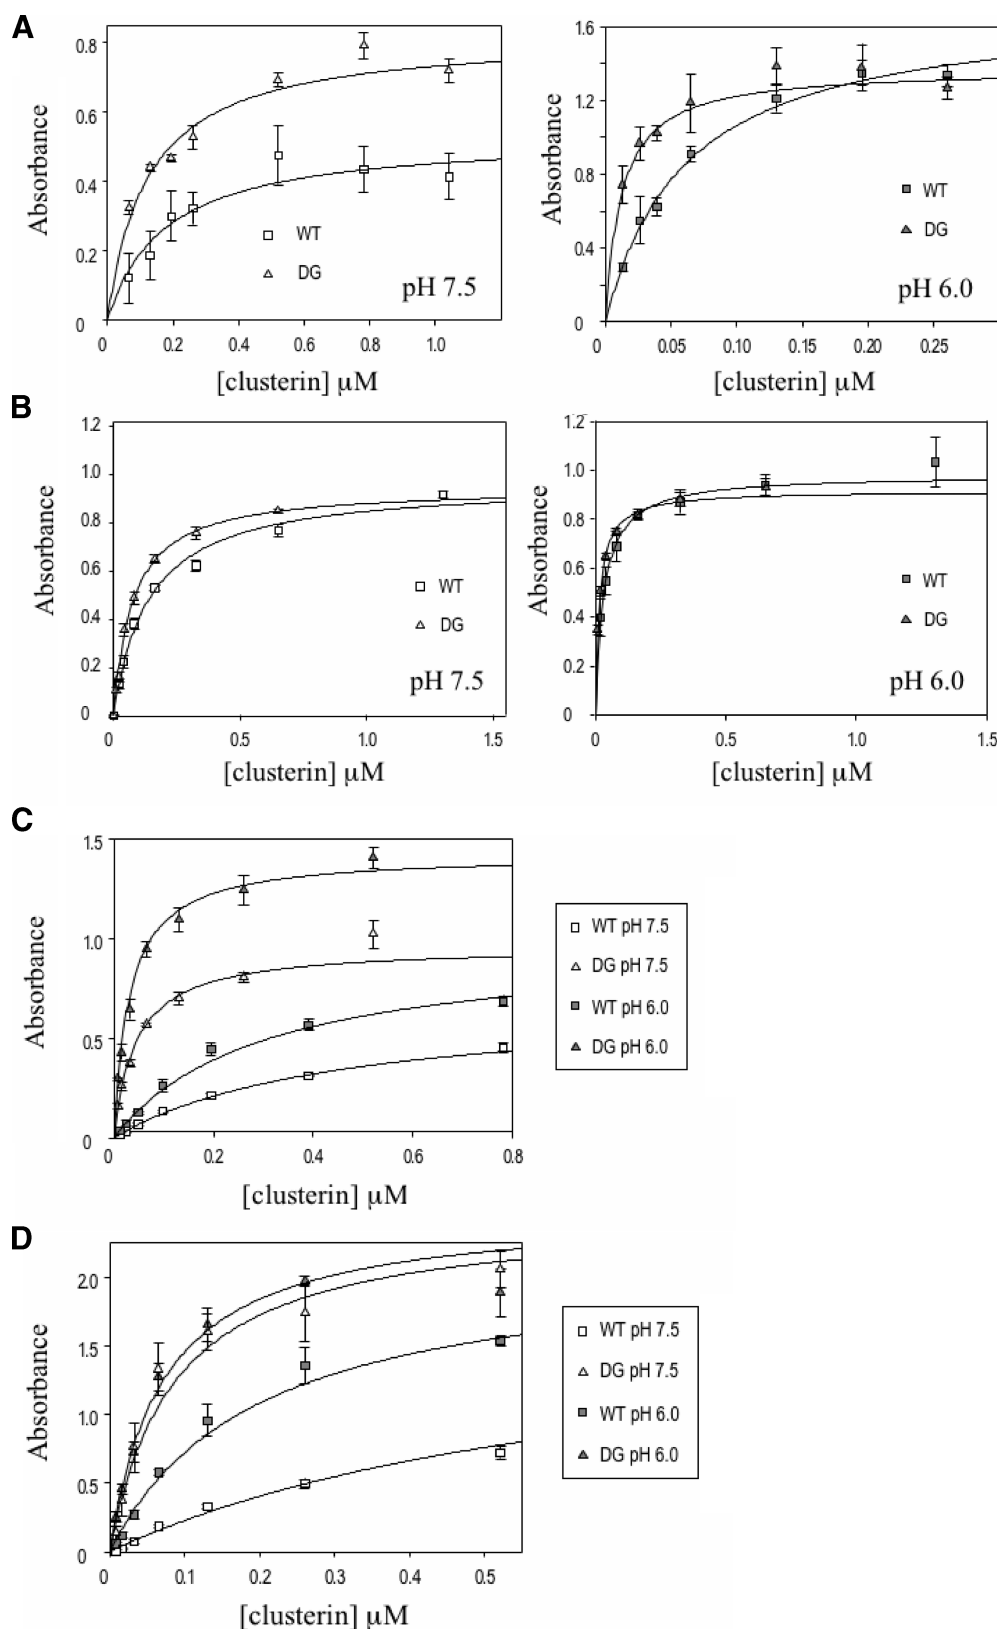 A
Absorbance
0.8
0.6
0.4
0.2
0
WT
DG
pH 7.5
0 0.2 0.4 0.6 0.8 1.0
[clusterin] µM
Absorbance
1.6
1.2
0.8
0.4
0
WT
DG
pH 6.0
0 0.05 0.10 0.15 0.20 0.25
[clusterin] µM
B
Absorbance
1.2
1.0
0.8
0.6
0.4
0.2
0
WT
DG
pH 7.5
0 0.5 1.0 1.5
[clusterin] µM
Absorbance
1.2
1.0
0.8
0.6
0.4
0.2
0
WT
DG
pH 6.0
0 0.5 1.0 1.5
[clusterin] µM
C
Absorbance
1.5
1.0
0.5
0
0 0.2 0.4 0.6 0.8
[clusterin] µM
WT pH 7.5
DG pH 7.5
WT pH 6.0
DG pH 6.0
D
Absorbance
2.0
1.5
1.0
0.5
0
0 0.1 0.2 0.3 0.4 0.5
[clusterin] µM
WT pH 7.5
DG pH 7.5
WT pH 6.0
DG pH 6.0